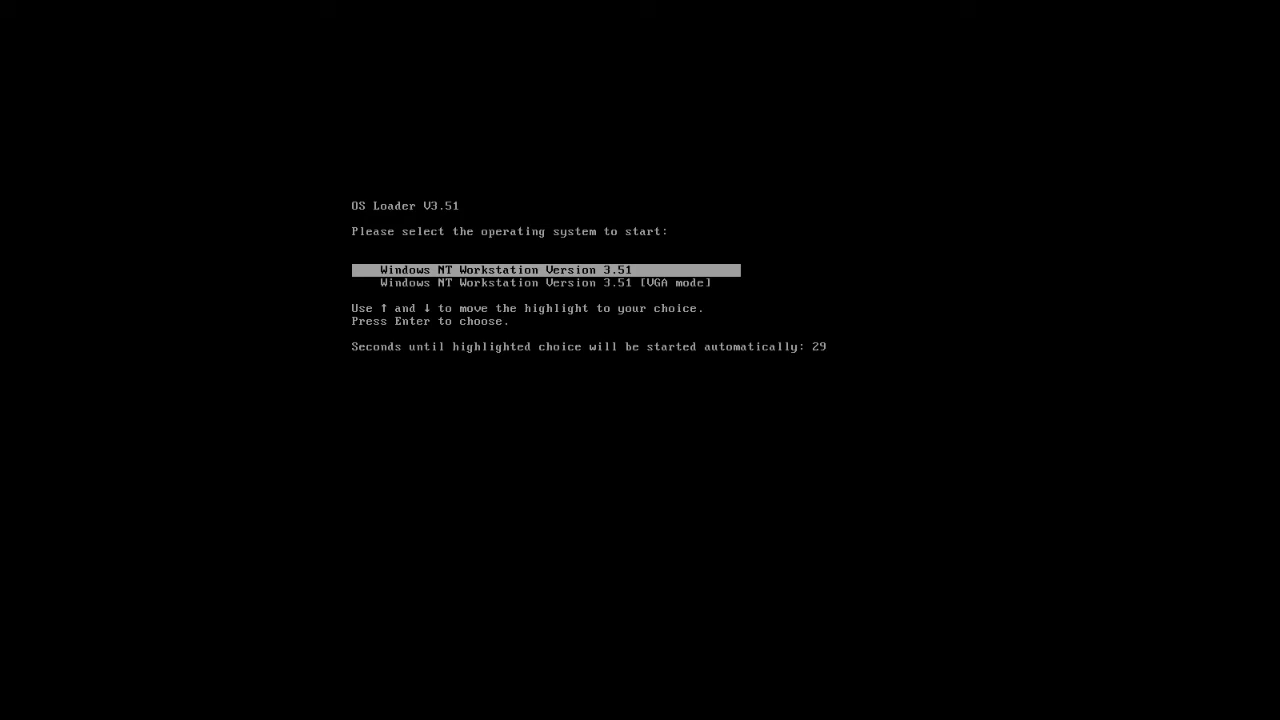 OS Loader V3.51
Please select the operating system to start:
Windows NT Workstation Version 3.51
Windows NT Workstation Version 3.51 [VGA mode]
Use ↑ and ↓ to move the highlight to your choice.
Press Enter to choose.
Seconds until highlighted choice will be started automatically: 29